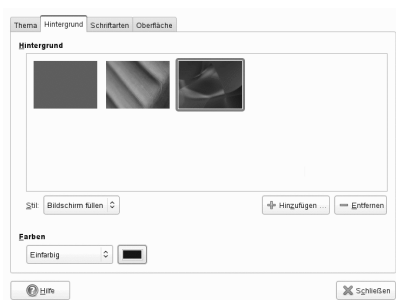 Thema Hintergrund Schriftarten Oberfläche
Hintergrund
Stil: Bildschirm füllen Hinzufügen ... Entfernen
Farben
Einfarbig
Hilfe Schließen